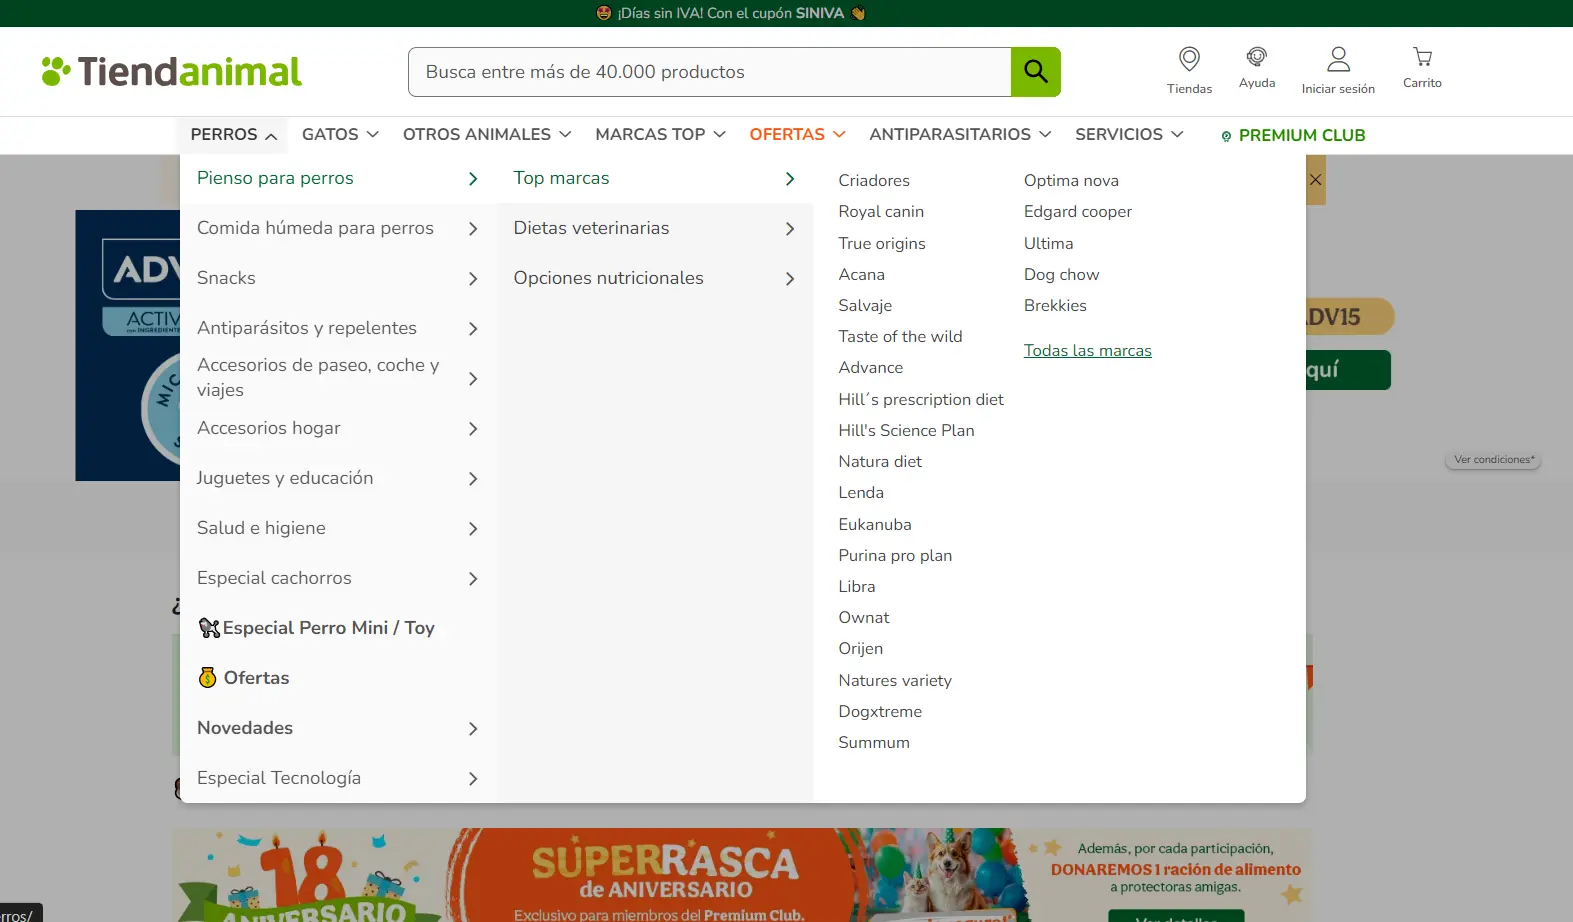 ¡Días sin IVA! Con el cupón SINIVA
Tiendanimal
Busca entre más de 40.000 productos
Tiendas
Ayuda
Iniciar sesión
Carrito
PERROS
GATOS
OTROS ANIMALES
MARCAS TOP
OFERTAS
ANTIPARASITARIOS
SERVICIOS
PREMIUM CLUB
Pienso para perros
Comida húmeda para perros
Snacks
Antiparásitos y repelentes
Accesorios de paseo, coche y
viajes
Accesorios hogar
Juguetes y educación
Salud e higiene
Especial cachorros
Especial Perro Mini / Toy
Ofertas
Novedades
Especial Tecnología
Top marcas
Dietas veterinarias
Opciones nutricionales
Criadores
Royal canin
True origins
Acana
Salvaje
Taste of the wild
Advance
Hill´s prescription diet
Hill's Science Plan
Natura diet
Lenda
Eukanuba
Purina pro plan
Libra
Ownat
Orijen
Natures variety
Dogxtreme
Summum
Optima nova
Edgard cooper
Ultima
Dog chow
Brekkies
Todas las marcas
ADV
ACTIV
MIC
ADV15
quí
Ver condiciones*
18
ANIVERSARIO
SÚPERRASCA
de ANIVERSARIO
Exclusivo para miembros del Premium Club.
Además, por cada participación,
DONAREMOS 1 ración de alimento
a protectoras amigas.
Ver detalles
rros/